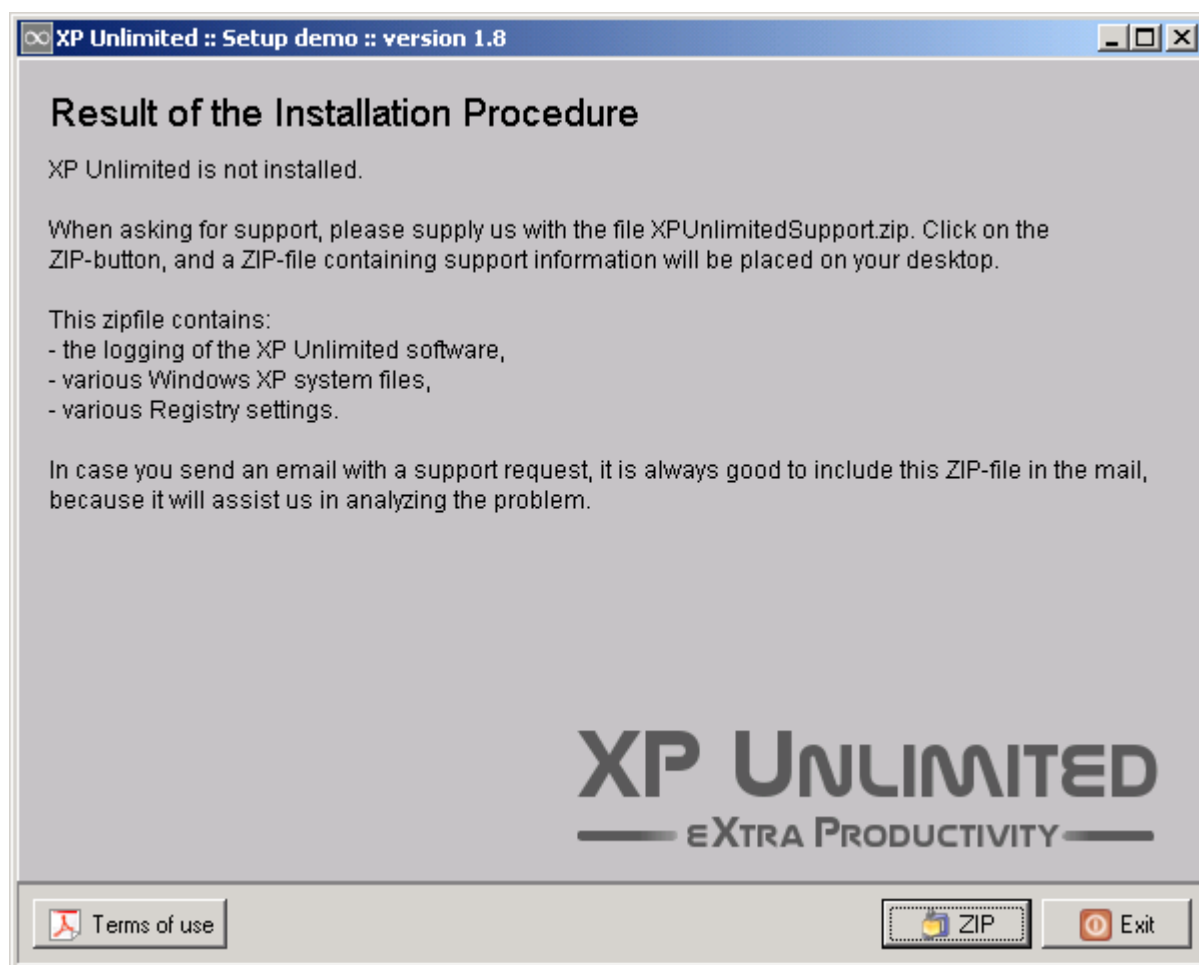 XP Unlimited :: Setup demo :: version 1.8
Result of the Installation Procedure
XP Unlimited is not installed.
When asking for support, please supply us with the file XPUnlimitedSupport.zip. Click on the
ZIP-button, and a ZIP-file containing support information will be placed on your desktop.
This zipfile contains:
- the logging of the XP Unlimited software,
- various Windows XP system files,
- various Registry settings.
In case you send an email with a support request, it is always good to include this ZIP-file in the mail,
because it will assist us in analyzing the problem.
XP UNLIMITED
EXTRA PRODUCTIVITY
Terms of use
ZIP
Exit